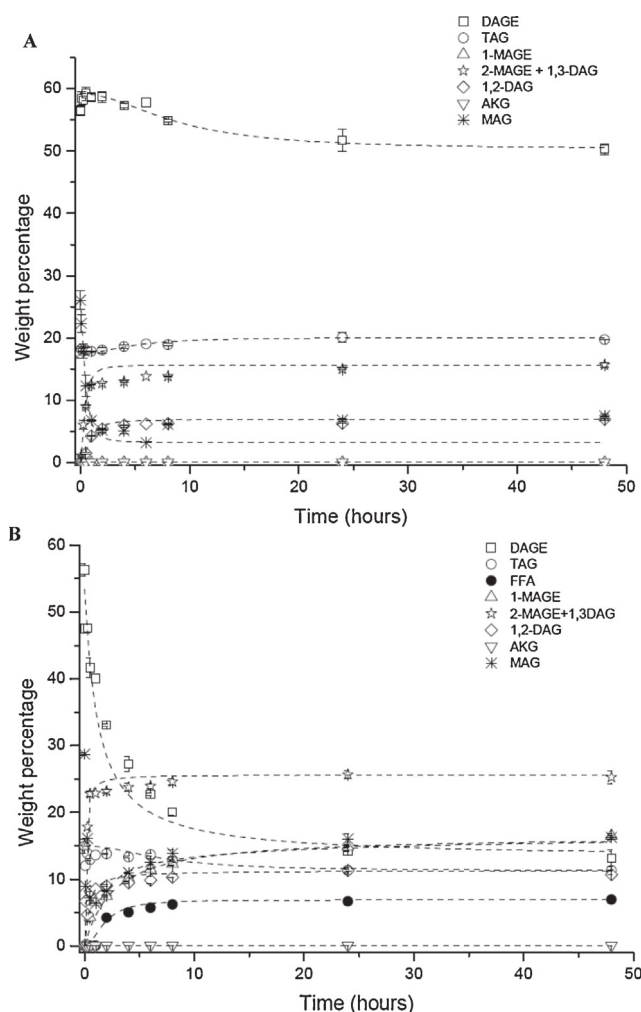 A
DAGE
TAG
1-MAGE
2-MAGE + 1,3-DAG
1,2-DAG
AKG
MAG
70
60
50
40
30
20
10
0
Weight percentage
0 10 20 30 40 50
Time (hours)
B
DAGE
TAG
FFA
1-MAGE
2-MAGE+1,3DAG
1,2-DAG
AKG
MAG
60
50
40
30
20
10
0
Weight percentage
0 10 20 30 40 50
Time (hours)